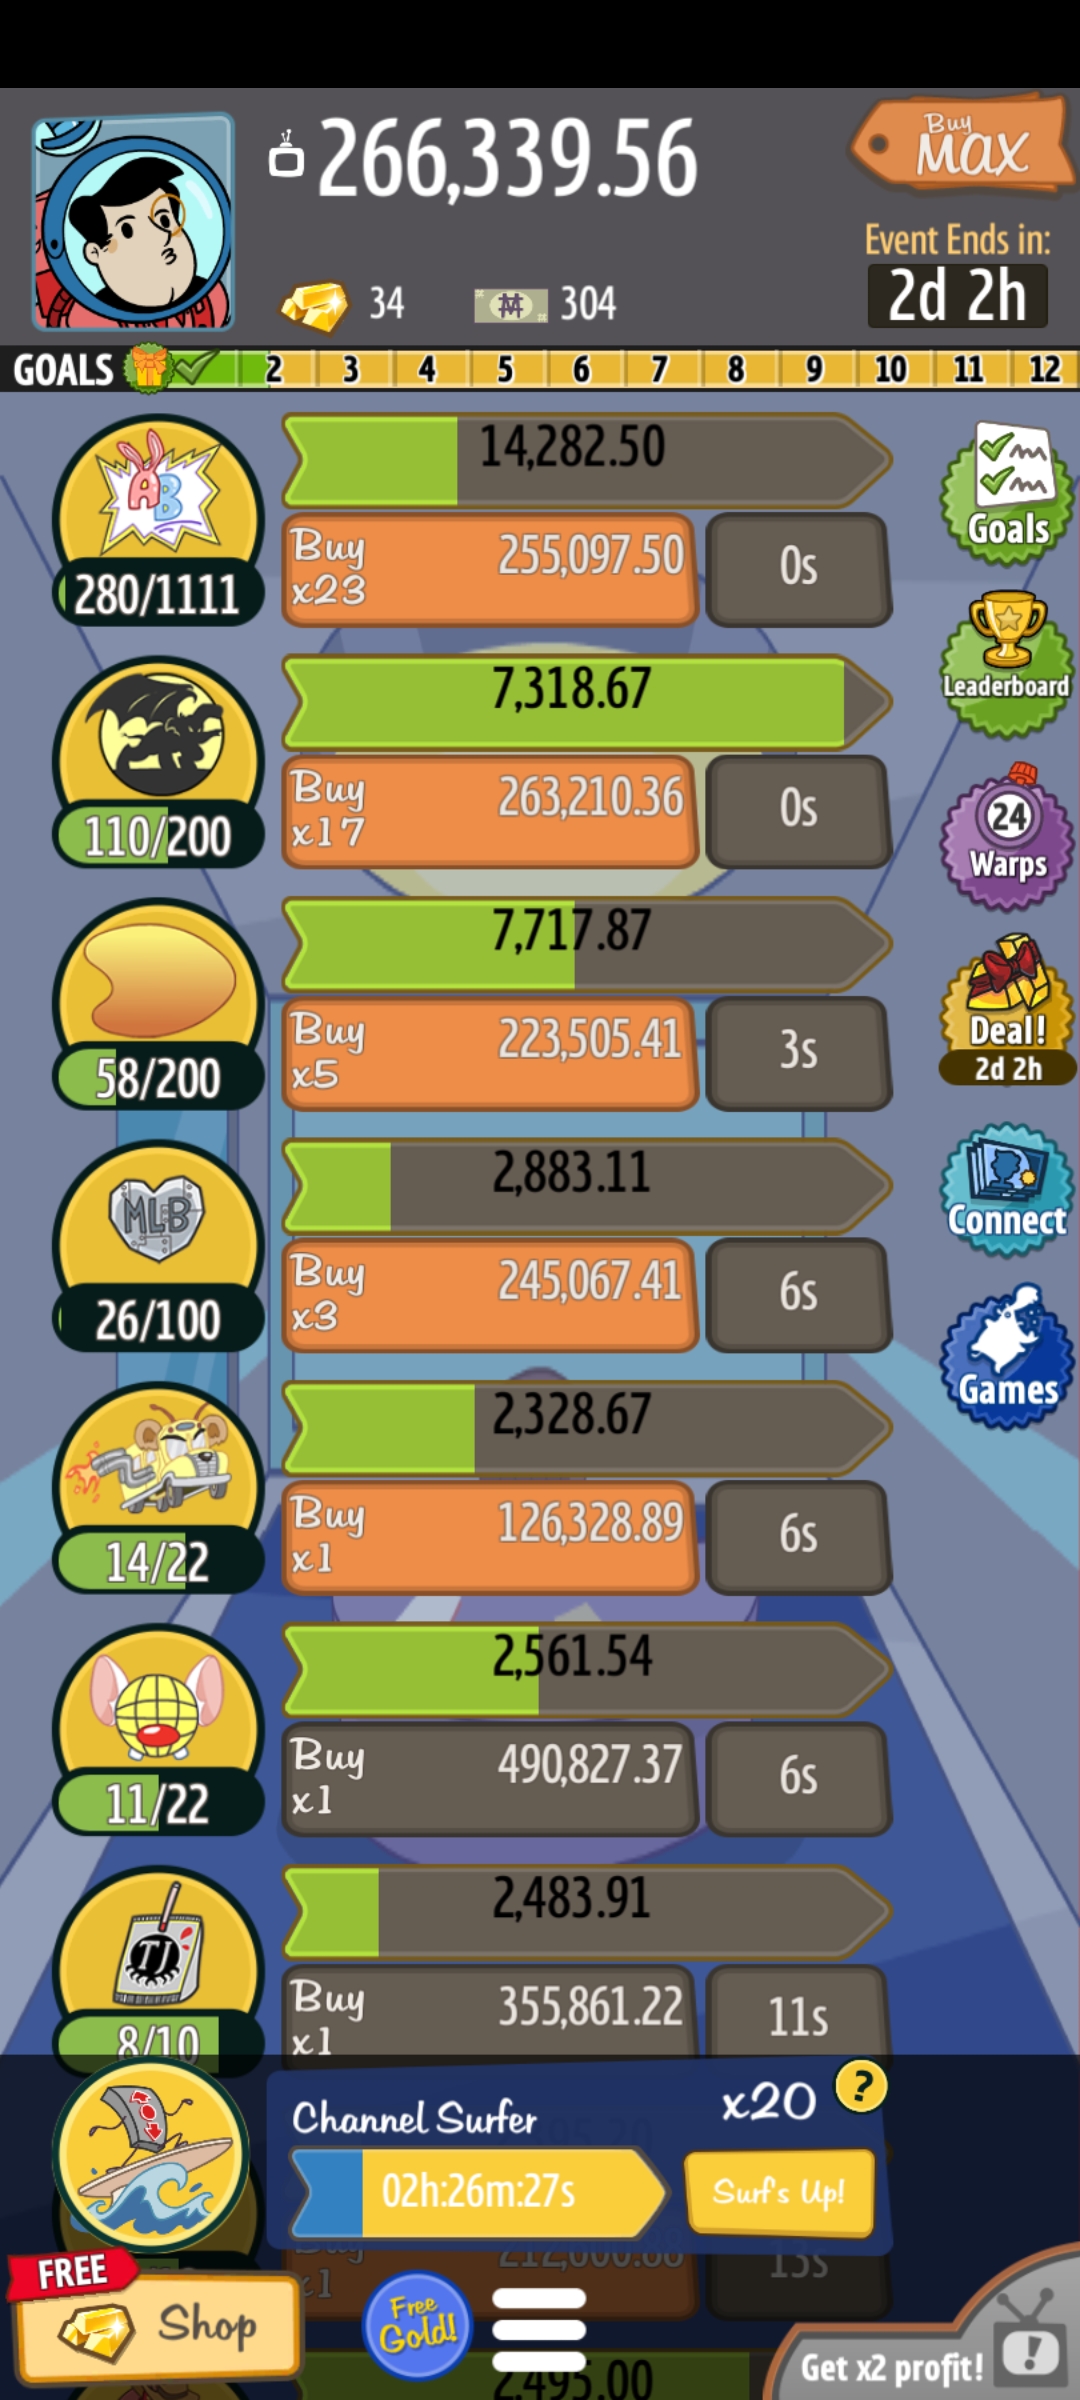 266,339.56
Buy
MAX
Event Ends in:
2d 2h
34
304
GOALS 2 3 4 5 6 7 8 9 10 11 12
AB
14,282.50
280/1111
Buy x23 255,097.50 0s
Goals
7,318.67
110/200
Buy x17 263,210.36 0s
Leaderboard
7,717.87
58/200
Buy x5 223,505.41 3s
24
Warps
MLB
2,883.11
26/100
Buy x3 245,067.41 6s
Deal!
2d 2h
2,328.67
14/22
Buy x1 126,328.89 6s
Connect
Games
2,561.54
11/22
Buy x1 490,827.37 6s
TJ
2,483.91
8/10
Buy x1 355,861.22 11s
Channel Surfer
x20
?
02h:26m:27s
Surf's Up!
x1 13s
FREE
Shop
Free
Gold!
2,495.00
Get x2 profit!
!